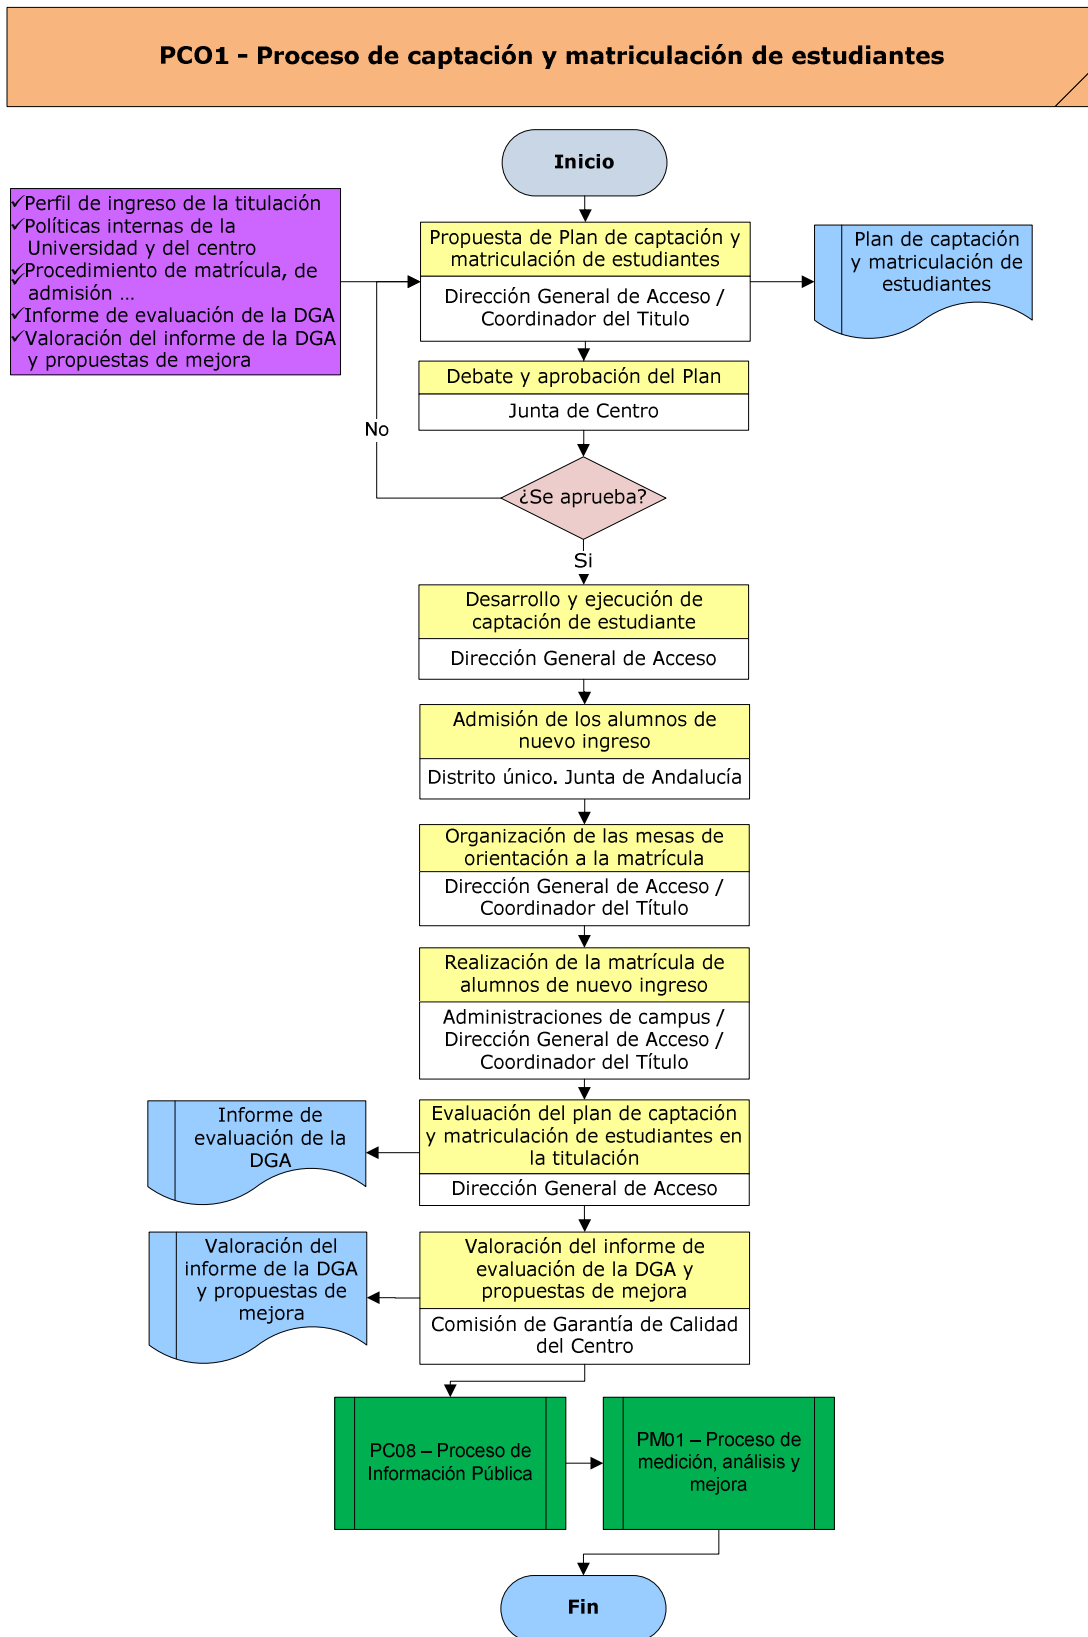 PCO1 - Proceso de captación y matriculación de estudiantes
Inicio
✓Perfil de ingreso de la titulación
✓Políticas internas de la
Universidad y del centro
✓Procedimiento de matrícula, de
✓admisión ...
✓Informe de evaluación de la DGA
✓Valoración del informe de la DGA
y propuestas de mejora
Propuesta de Plan de captación y
matriculación de estudiantes
Dirección General de Acceso /
Coordinador del Titulo
Plan de captación
y matriculación de
estudiantes
Debate y aprobación del Plan
Junta de Centro
No
¿Se aprueba?
Si
Desarrollo y ejecución de
captación de estudiante
Dirección General de Acceso
Admisión de los alumnos de
nuevo ingreso
Distrito único. Junta de Andalucía
Organización de las mesas de
orientación a la matrícula
Dirección General de Acceso /
Coordinador del Título
Realización de la matrícula de
alumnos de nuevo ingreso
Administraciones de campus /
Dirección General de Acceso /
Coordinador del Título
Evaluación del plan de captación
y matriculación de estudiantes en
la titulación
Dirección General de Acceso
Informe de
evaluación de la
DGA
Valoración del informe de
evaluación de la DGA y
propuestas de mejora
Comisión de Garantía de Calidad
del Centro
Valoración del
informe de la DGA
y propuestas de
mejora
PC08 – Proceso de
Información Pública
PM01 – Proceso de
medición, análisis y
mejora
Fin